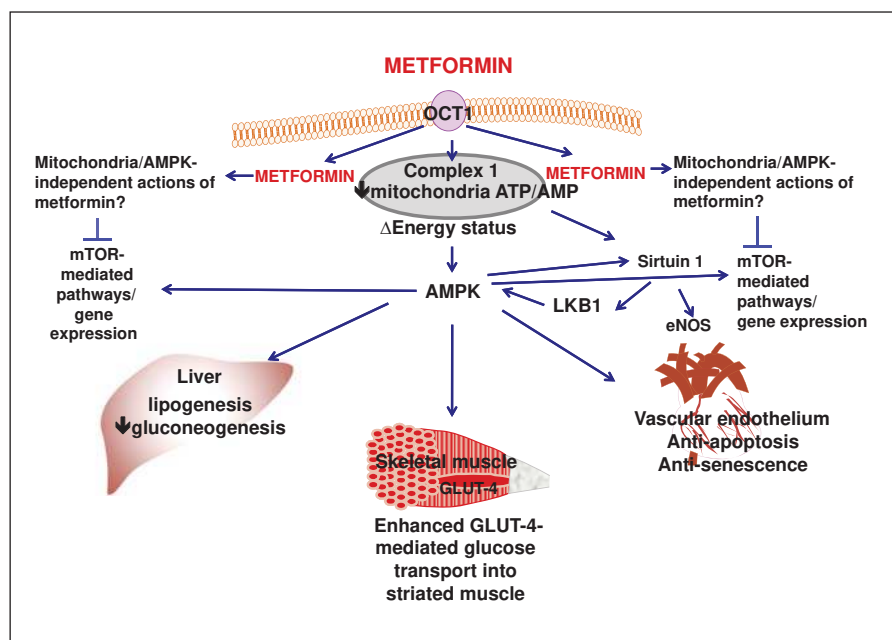 METFORMIN
OCT1
Mitochondria/AMPK-
independent actions of
metformin?
METFORMIN
Complex 1
mitochondria ATP/AMP
METFORMIN
Mitochondria/AMPK-
independent actions of
metformin?
ΔEnergy status
mTOR-
mediated
pathways/
gene
expression
AMPK
LKB1
Sirtuin 1
eNOS
mTOR-
mediated
pathways/
gene expression
Liver
lipogenesis
gluconeogenesis
Skeletal muscle
GLUT-4
Vascular endothelium
Anti-apoptosis
Anti-senescence
Enhanced GLUT-4-
mediated glucose
transport into
striated muscle